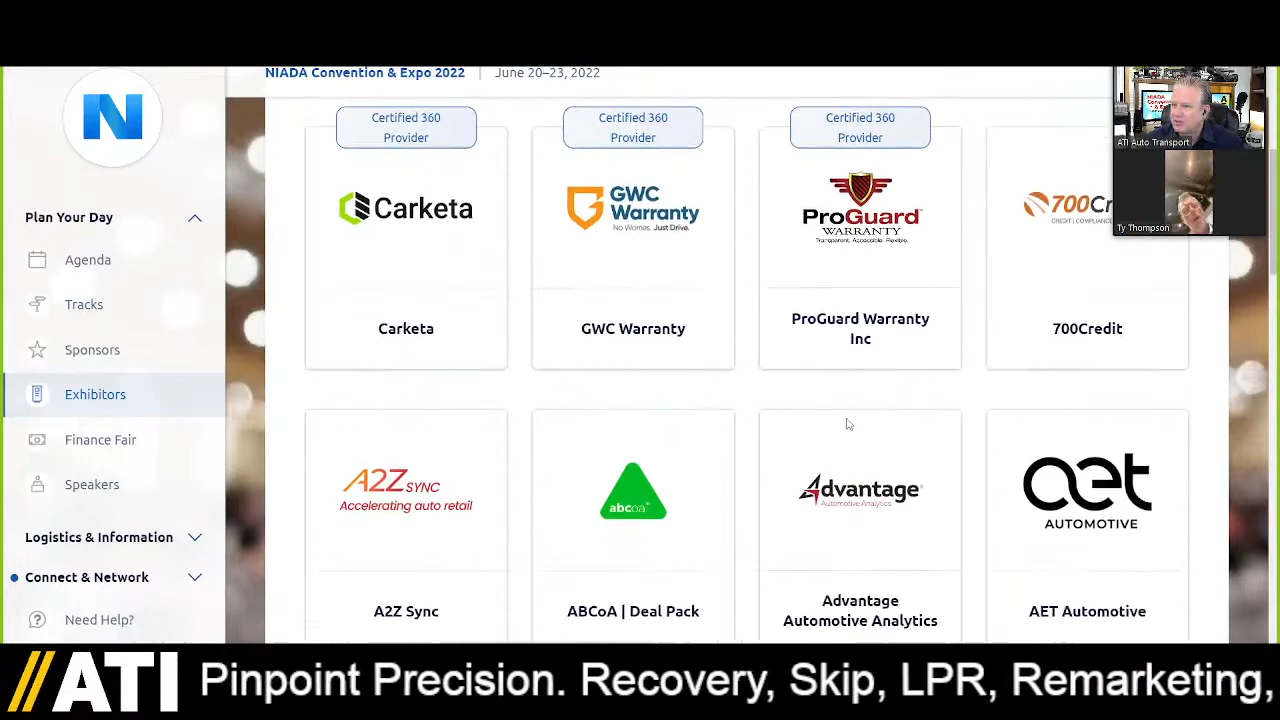 NIADA Convention & Expo 2022 | June 20–23, 2022
N
Plan Your Day
Agenda
Tracks
Sponsors
Exhibitors
Finance Fair
Speakers
Logistics & Information
Connect & Network
Need Help?
Certified 360
Provider
Carketa
Carketa
Certified 360
Provider
GWC
Warranty
No Worries. Just Drive.
GWC Warranty
Certified 360
Provider
ProGuard
WARRANTY
Transparent. Accessible. Flexible.
ProGuard Warranty
Inc
700Cr
CREDIT | COMPLIANCE
700Credit
A2Z SYNC
Accelerating auto retail
A2Z Sync
abcoa
ABCoA | Deal Pack
Advantage
Automotive Analytics
Advantage
Automotive Analytics
aet
AUTOMOTIVE
AET Automotive
ATI Auto Transport
Ty Thompson
//ATI Pinpoint Precision. Recovery, Skip, LPR, Remarketing,